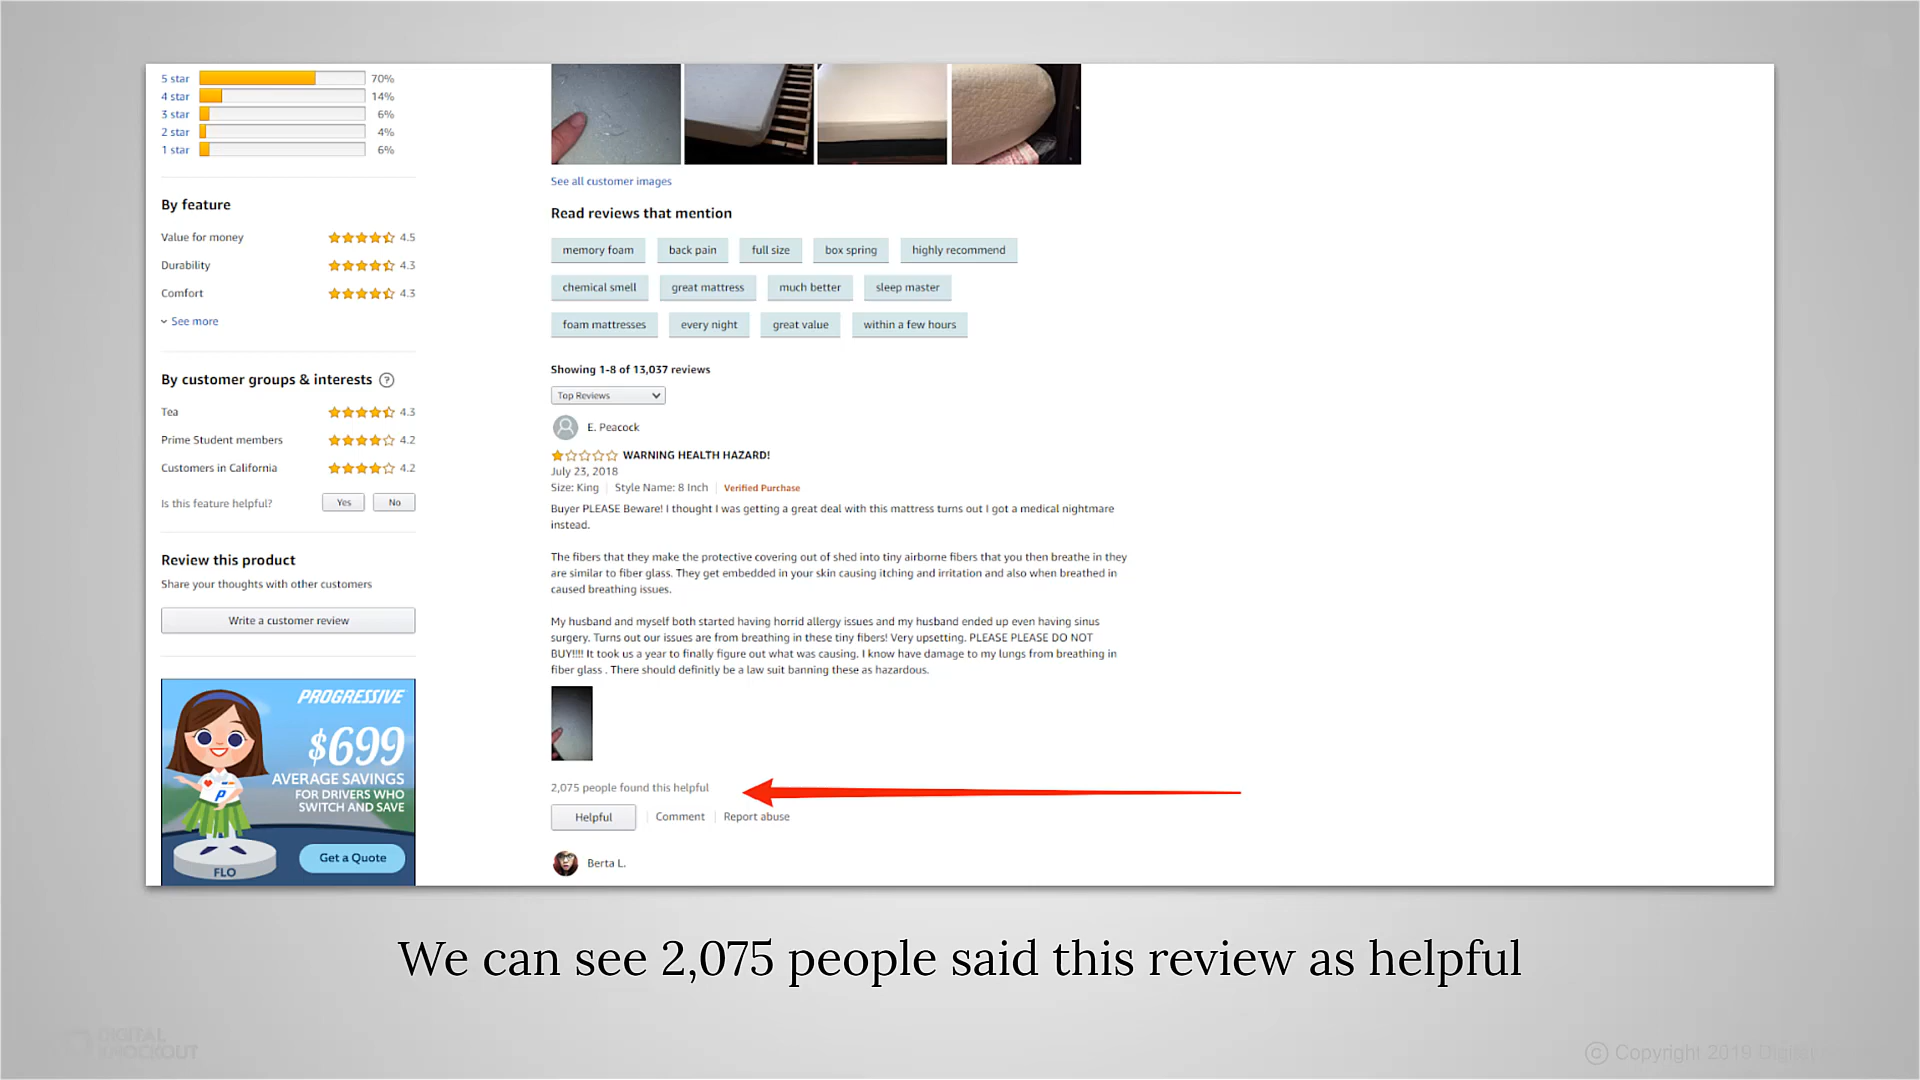 5 star 70%
4 star 14%
3 star 6%
2 star 4%
1 star 6%
By feature
Value for money 4.5
Durability 4.3
Comfort 4.3
See more
By customer groups & interests ?
Tea 4.3
Prime Student members 4.2
Customers in California 4.2
Is this feature helpful? Yes No
Review this product
Share your thoughts with other customers
Write a customer review
PROGRESSIVE
$699
AVERAGE SAVINGS
FOR DRIVERS WHO
SWITCH AND SAVE
P
Get a Quote
FLO
See all customer images
Read reviews that mention
memory foam back pain full size box spring highly recommend
chemical smell great mattress much better sleep master
foam mattresses every night great value within a few hours
Showing 1-8 of 13,037 reviews
Top Reviews
E. Peacock
WARNING HEALTH HAZARD!
July 23, 2018
Size: King Style Name: 8 Inch Verified Purchase
Buyer PLEASE Beware! I thought I was getting a great deal with this mattress turns out I got a medical nightmare
instead.
The fibers that they make the protective covering out of shed into tiny airborne fibers that you then breathe in they
are similar to fiber glass. They get embedded in your skin causing itching and irritation and also when breathed in
caused breathing issues.
My husband and myself both started having horrid allergy issues and my husband ended up even having sinus
surgery. Turns out our issues are from breathing in these tiny fibers! Very upsetting. PLEASE PLEASE DO NOT
BUY!!!! It took us a year to finally figure out what was causing. I know have damage to my lungs from breathing in
fiber glass . There should definitly be a law suit banning these as hazardous.
2,075 people found this helpful
Helpful Comment Report abuse
Berta L.
We can see 2,075 people said this review as helpful
DIGITAL
KNOCKOUT
© Copyright 2019 Digital